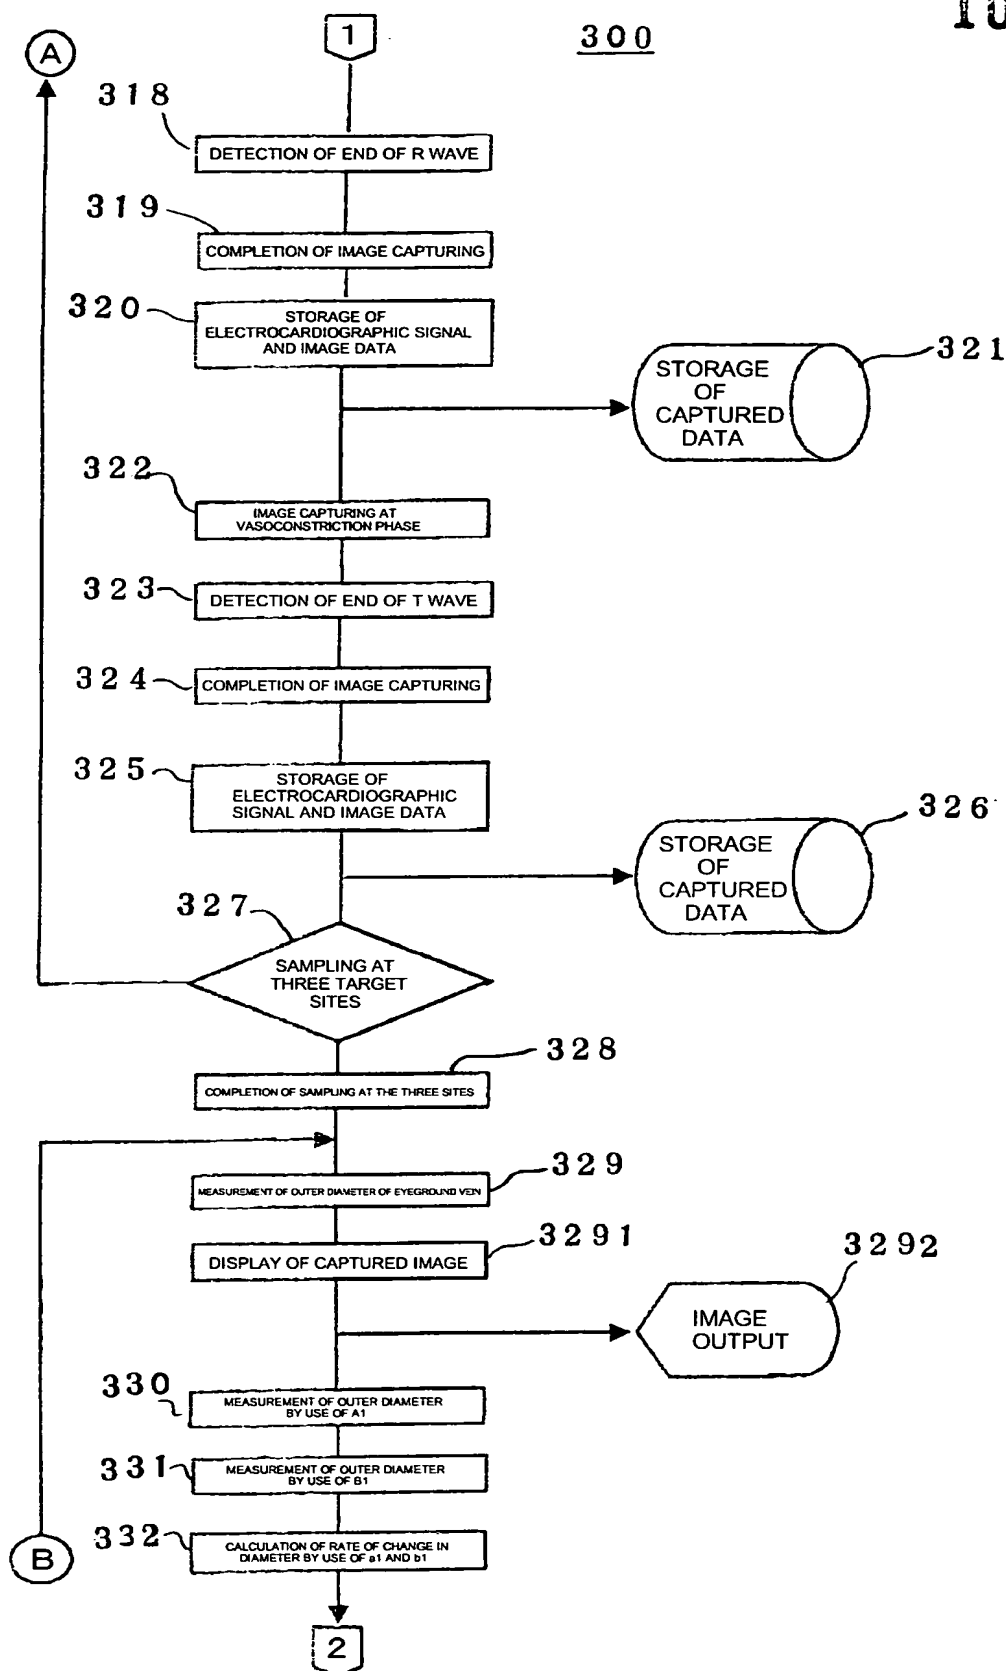 10
A
1
300
318
DETECTION OF END OF R WAVE
319
COMPLETION OF IMAGE CAPTURING
320
STORAGE OF
ELECTROCARDIOGRAPHIC SIGNAL
AND IMAGE DATA
321
STORAGE
OF
CAPTURED
DATA
322
IMAGE CAPTURING AT
VASOCONSTRICTION PHASE
323
DETECTION OF END OF T WAVE
324
COMPLETION OF IMAGE CAPTURING
325
STORAGE OF
ELECTROCARDIOGRAPHIC
SIGNAL AND IMAGE DATA
326
STORAGE
OF
CAPTURED
DATA
327
SAMPLING AT
THREE TARGET
SITES
328
COMPLETION OF SAMPLING AT THE THREE SITES
329
MEASUREMENT OF OUTER DIAMETER OF EYEGROUND VEIN
3291
DISPLAY OF CAPTURED IMAGE
3292
IMAGE
OUTPUT
330
MEASUREMENT OF OUTER DIAMETER
BY USE OF A1
331
MEASUREMENT OF OUTER DIAMETER
BY USE OF B1
332
CALCULATION OF RATE OF CHANGE IN
DIAMETER BY USE OF a1 AND b1
B
2